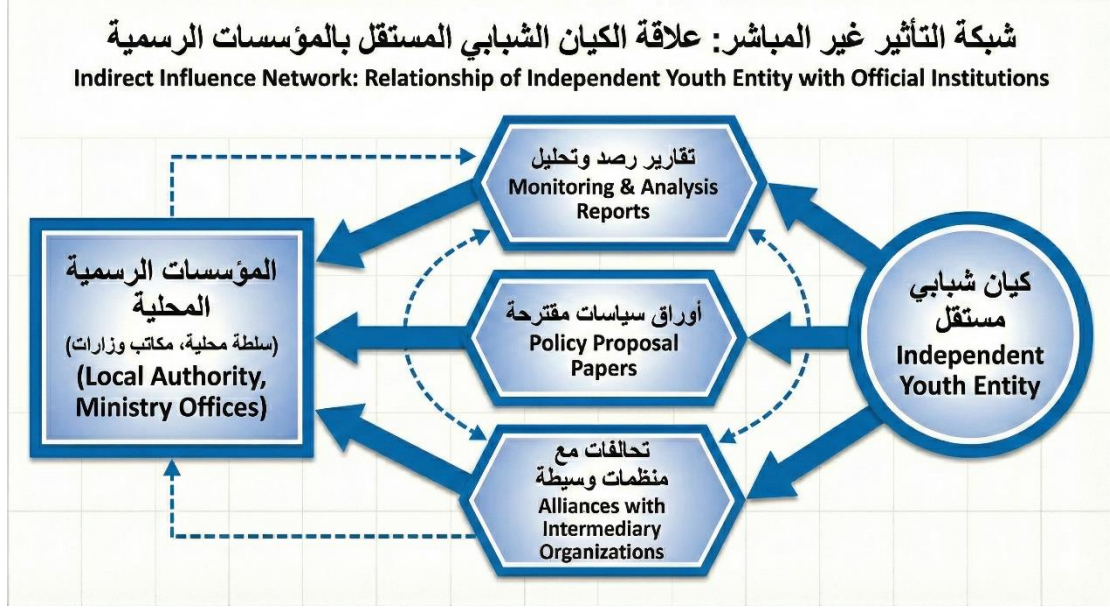 شبكة التأثير غير المباشر: علاقة الكيان الشبابي المستقل بالمؤسسات الرسمية
Indirect Influence Network: Relationship of Independent Youth Entity with Official Institutions
تقارير رصد وتحليل
Monitoring & Analysis
Reports
المؤسسات الرسمية
المحلية
(سلطة محلية، مكاتب وزارات)
(Local Authority,
Ministry Offices)
أوراق سياسات مقترحة
Policy Proposal
Papers
كيان شبابي
مستقل
Independent
Youth Entity
تحالفات مع
منظمات وسيطة
Alliances with
Intermediary
Organizations